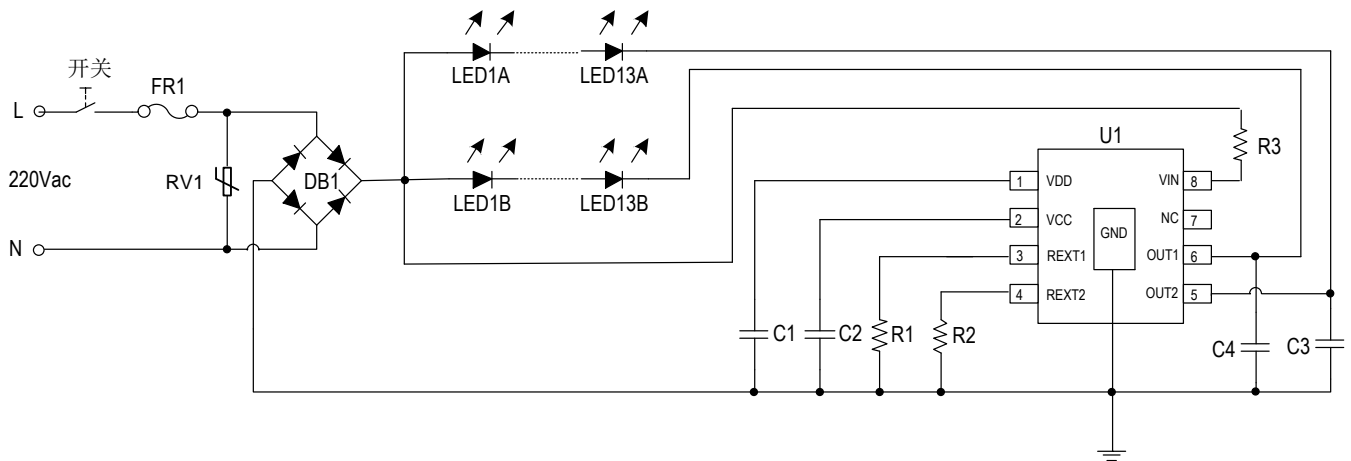 开关
L
FR1
220Vac
RV1
DB1
N
LED1A
LED13A
LED1B
LED13B
U1
R3
1
VDD
VIN
8
2
VCC
NC
7
GND
3
REXT1
OUT1
6
4
REXT2
OUT2
5
C1
C2
R1
R2
C4
C3